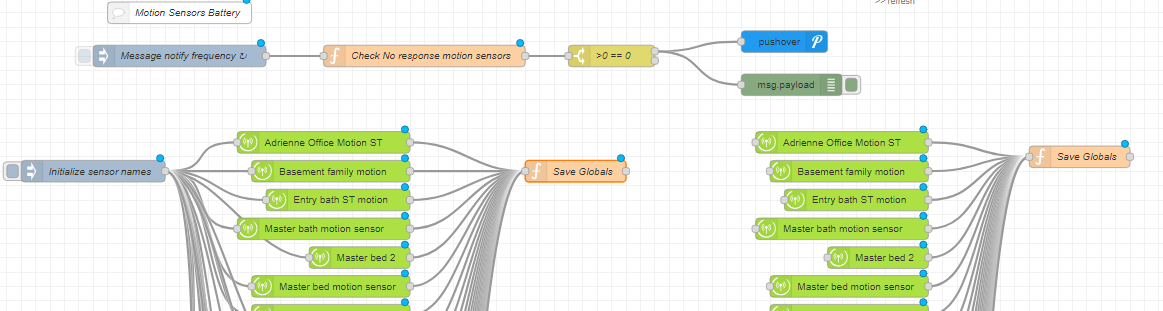 >> refresh
Motion Sensors Battery
Message notify frequency ↻
Check No response motion sensors
>0 == 0
pushover
msg.payload
Initialize sensor names
Adrienne Office Motion ST
Basement family motion
Entry bath ST motion
Master bath motion sensor
Master bed 2
Master bed motion sensor
Save Globals
Adrienne Office Motion ST
Basement family motion
Entry bath ST motion
Master bath motion sensor
Master bed 2
Master bed motion sensor
Save Globals